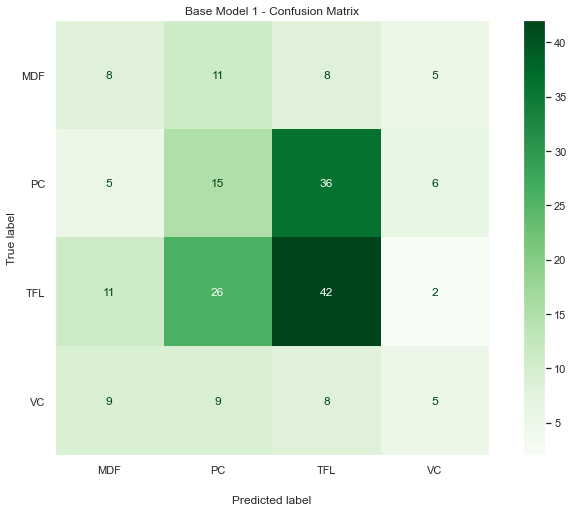 Base Model 1 - Confusion Matrix
MDF 8 11 8 5
PC 5 15 36 6
TFL 11 26 42 2
VC 9 9 8 5
MDF PC TFL VC
Predicted label
True label
40
35
30
25
20
15
10
5